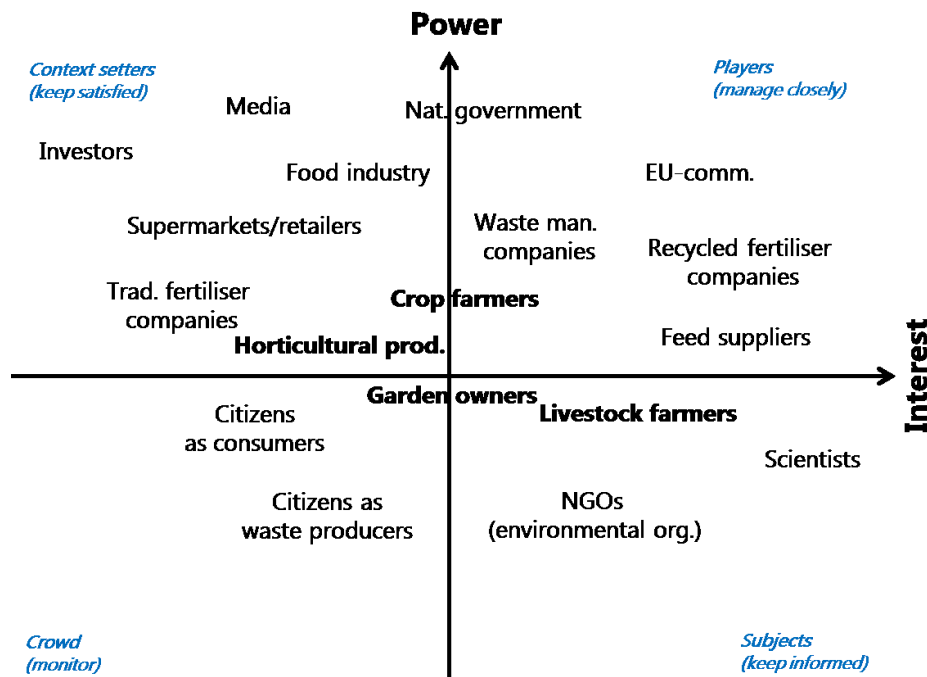 Power
Context setters
(keep satisfied)
Players
(manage closely)
Media
Nat. government
Investors
Food industry
EU-comm.
Supermarkets/retailers
Waste man.
companies
Recycled fertiliser
companies
Trad. fertiliser
companies
Crop farmers
Horticultural prod.
Feed suppliers
Interest
Garden owners
Citizens
as consumers
Livestock farmers
Scientists
Citizens as
waste producers
NGOs
(environmental org.)
Crowd
(monitor)
Subjects
(keep informed)